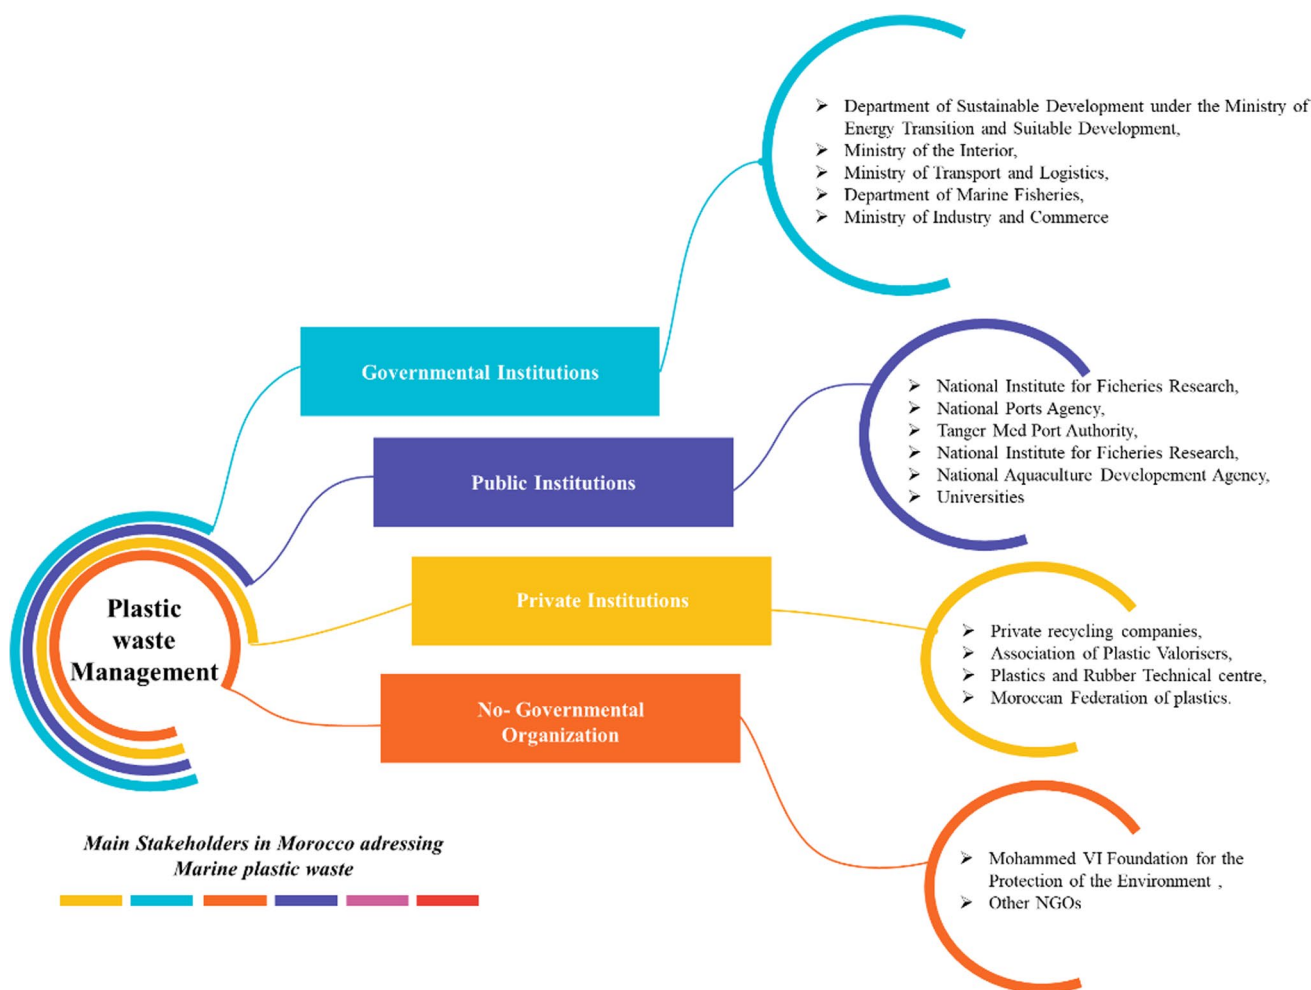 ➢ Department of Sustainable Development under the Ministry of
Energy Transition and Suitable Development,
➢ Ministry of the Interior,
➢ Ministry of Transport and Logistics,
➢ Department of Marine Fisheries,
➢ Ministry of Industry and Commerce
Governmental Institutions
➢ National Institute for Ficheries Research,
➢ National Ports Agency,
➢ Tanger Med Port Authority,
➢ National Institute for Ficheries Research,
➢ National Aquaculture Developement Agency,
➢ Universities
Public Institutions
Private Institutions
➢ Private recycling companies,
➢ Association of Plastic Valorisers,
➢ Plastics and Rubber Technical centre,
➢ Moroccan Federation of plastics.
Plastic
waste
Management
No- Governmental
Organization
➢ Mohammed VI Foundation for the
Protection of the Environment ,
➢ Other NGOs
Main Stakeholders in Morocco adressing
Marine plastic waste